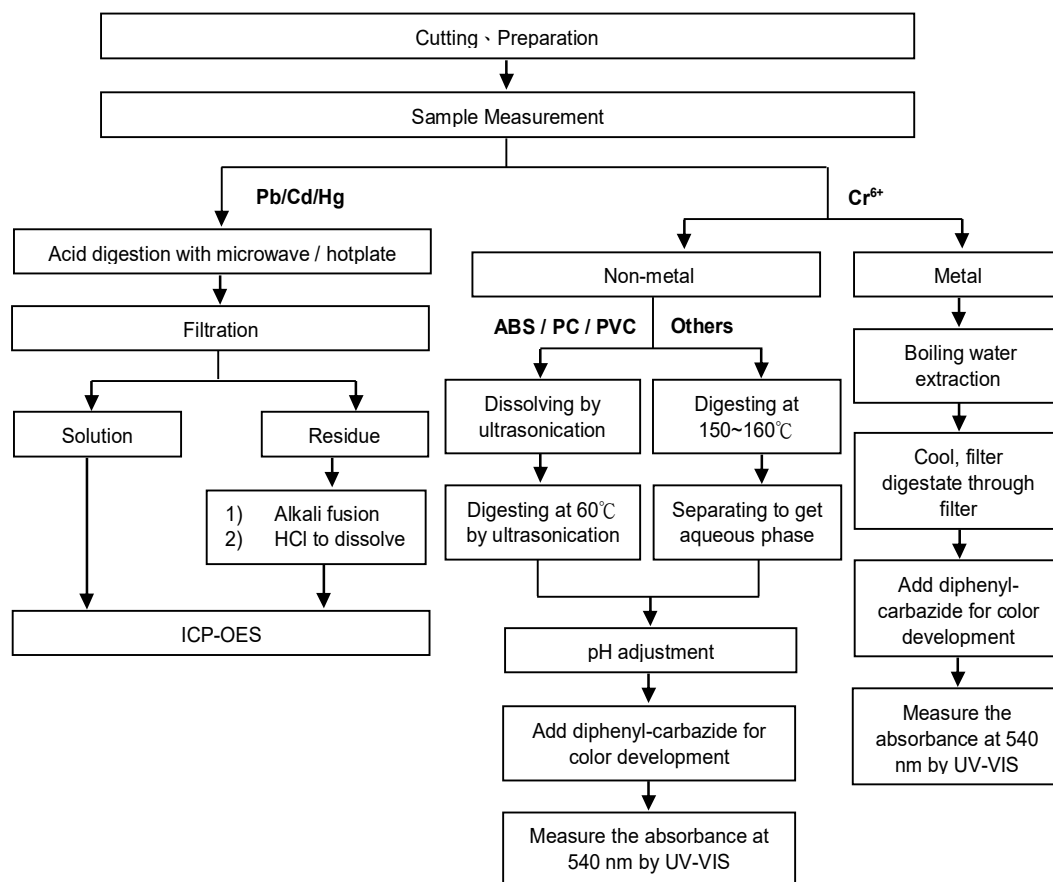 Cutting、Preparation
Sample Measurement
Pb/Cd/Hg
Cr⁶⁺
Acid digestion with microwave / hotplate
Filtration
Solution
Residue
1) Alkali fusion
2) HCl to dissolve
ICP-OES
Non-metal
ABS / PC / PVC
Others
Dissolving by
ultrasonication
Digesting at
150~160℃
Digesting at 60℃
by ultrasonication
Separating to get
aqueous phase
pH adjustment
Add diphenyl-carbazide for
color development
Measure the absorbance at
540 nm by UV-VIS
Metal
Boiling water
extraction
Cool, filter
digestate through
filter
Add diphenyl-
carbazide for color
development
Measure the
absorbance at 540
nm by UV-VIS